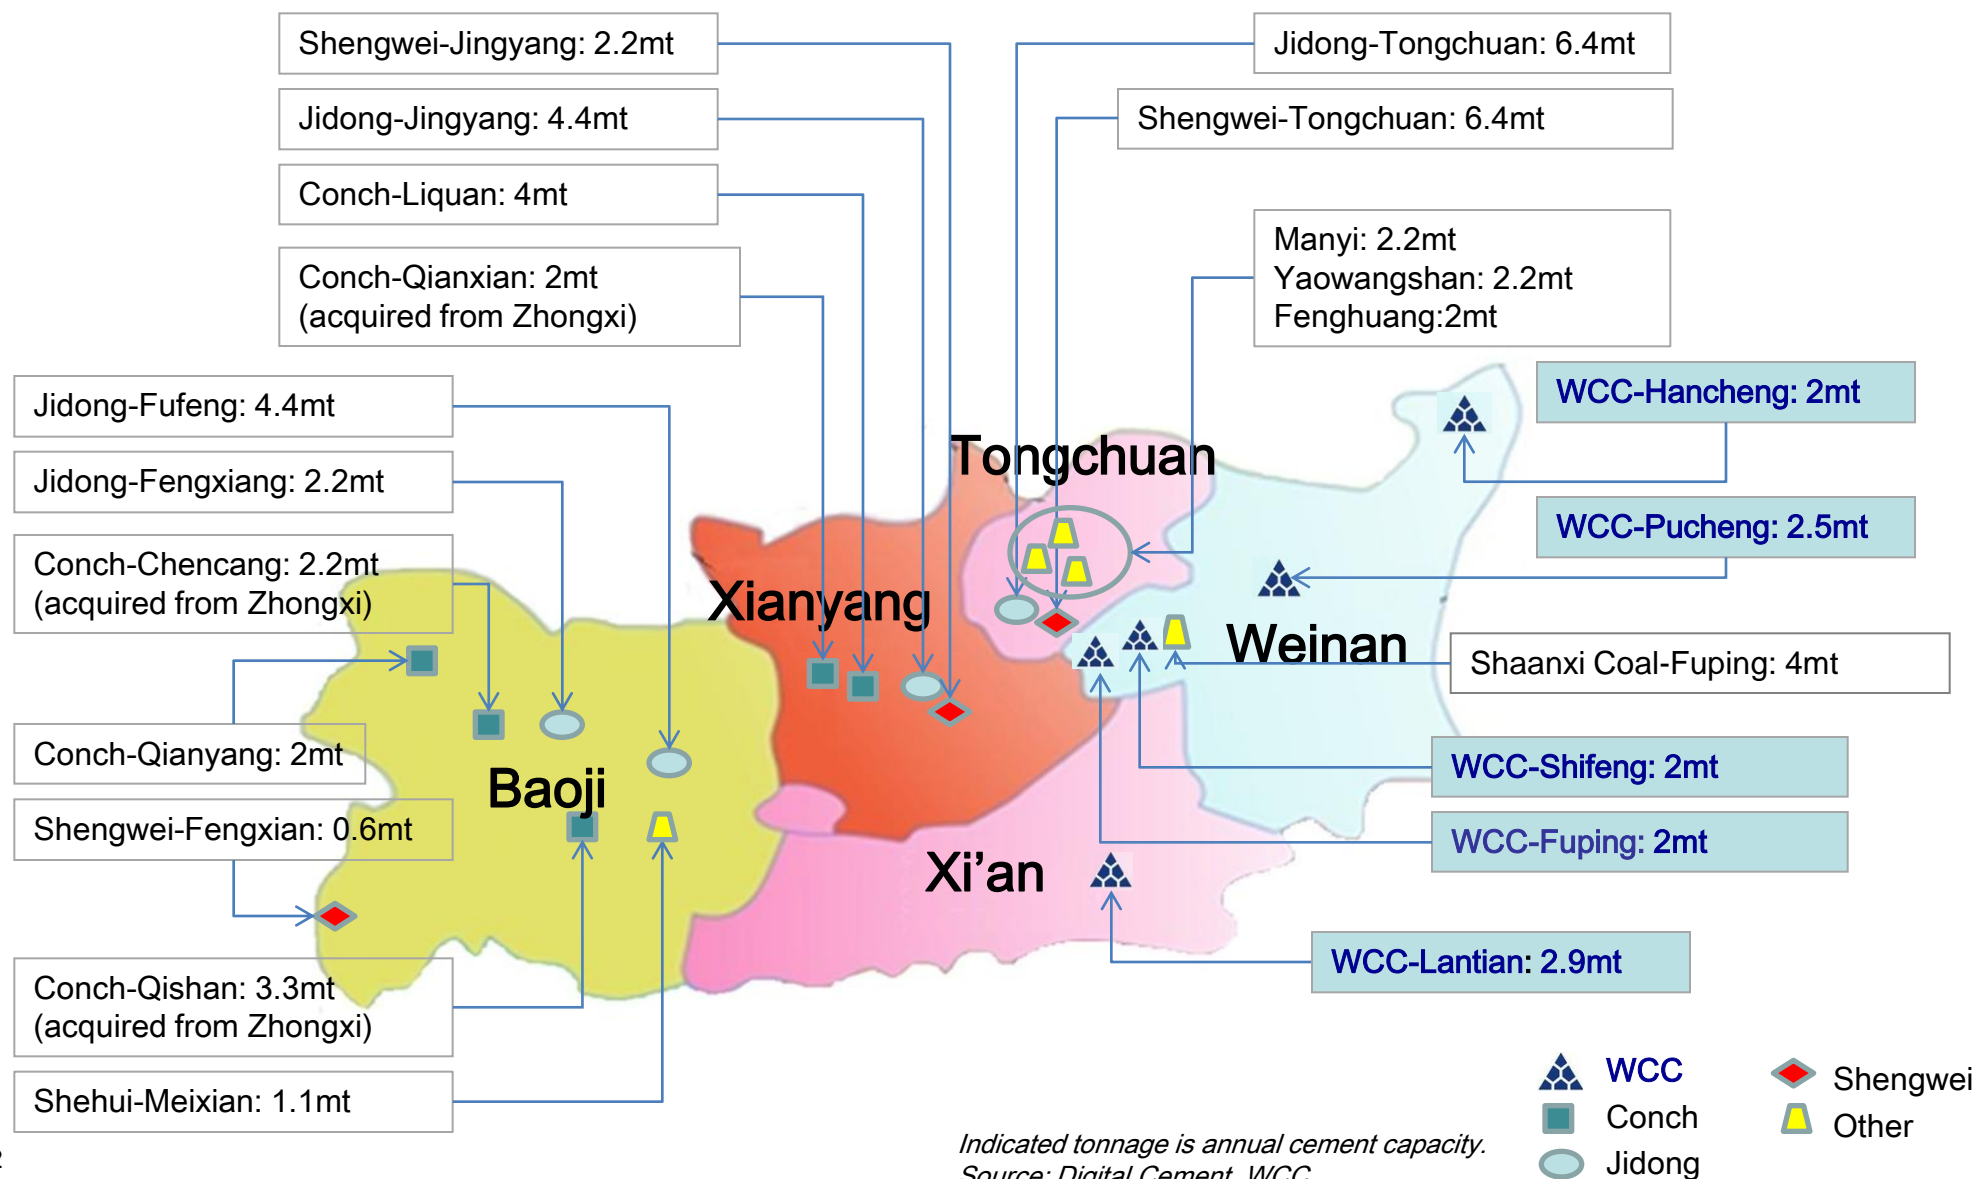 Shengwei-Jingyang: 2.2mt
Jidong-Tongchuan: 6.4mt
Jidong-Jingyang: 4.4mt
Shengwei-Tongchuan: 6.4mt
Conch-Liquan: 4mt
Manyi: 2.2mt
Yaowangshan: 2.2mt
Fenghuang:2mt
Conch-Qianxian: 2mt
(acquired from Zhongxi)
Jidong-Fufeng: 4.4mt
WCC-Hancheng: 2mt
Tongchuan
Jidong-Fengxiang: 2.2mt
WCC-Pucheng: 2.5mt
Conch-Chencang: 2.2mt
(acquired from Zhongxi)
Xianyang
Weinan
Shaanxi Coal-Fuping: 4mt
Conch-Qianyang: 2mt
WCC-Shifeng: 2mt
Baoji
Shengwei-Fengxian: 0.6mt
WCC-Fuping: 2mt
Xi'an
WCC-Lantian: 2.9mt
Conch-Qishan: 3.3mt
(acquired from Zhongxi)
Shehui-Meixian: 1.1mt
WCC
Shengwei
Conch
Other
Jidong
Indicated tonnage is annual cement capacity.
Source: Digital Cement, WCC
2